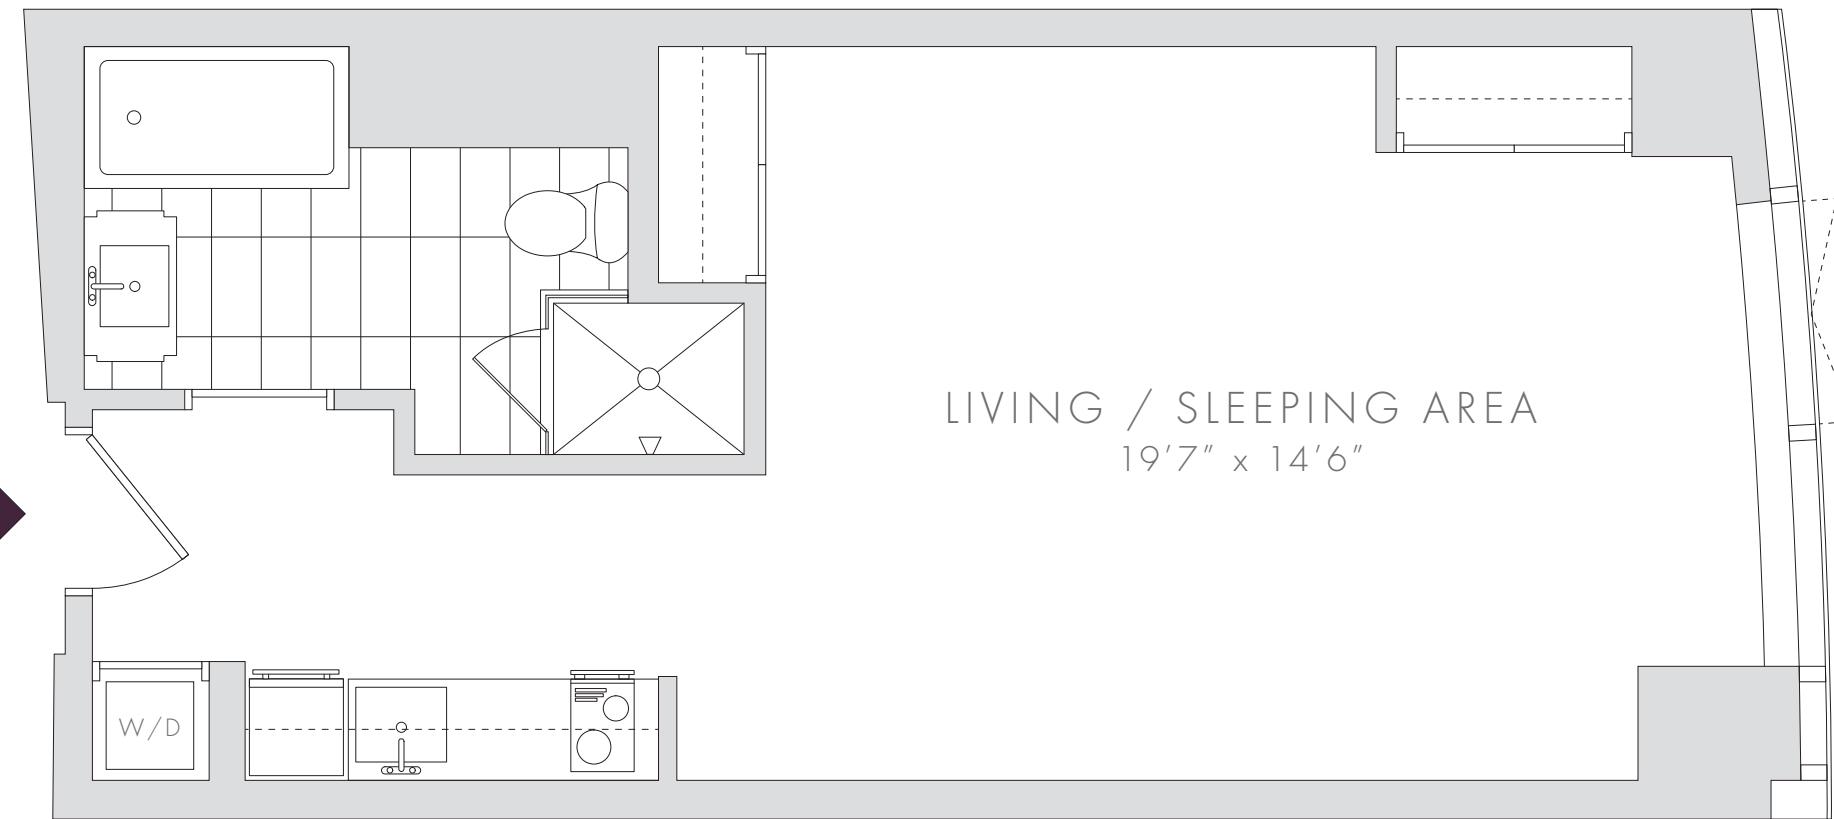 LIVING / SLEEPING AREA
19’7” x 14’6”
W/D